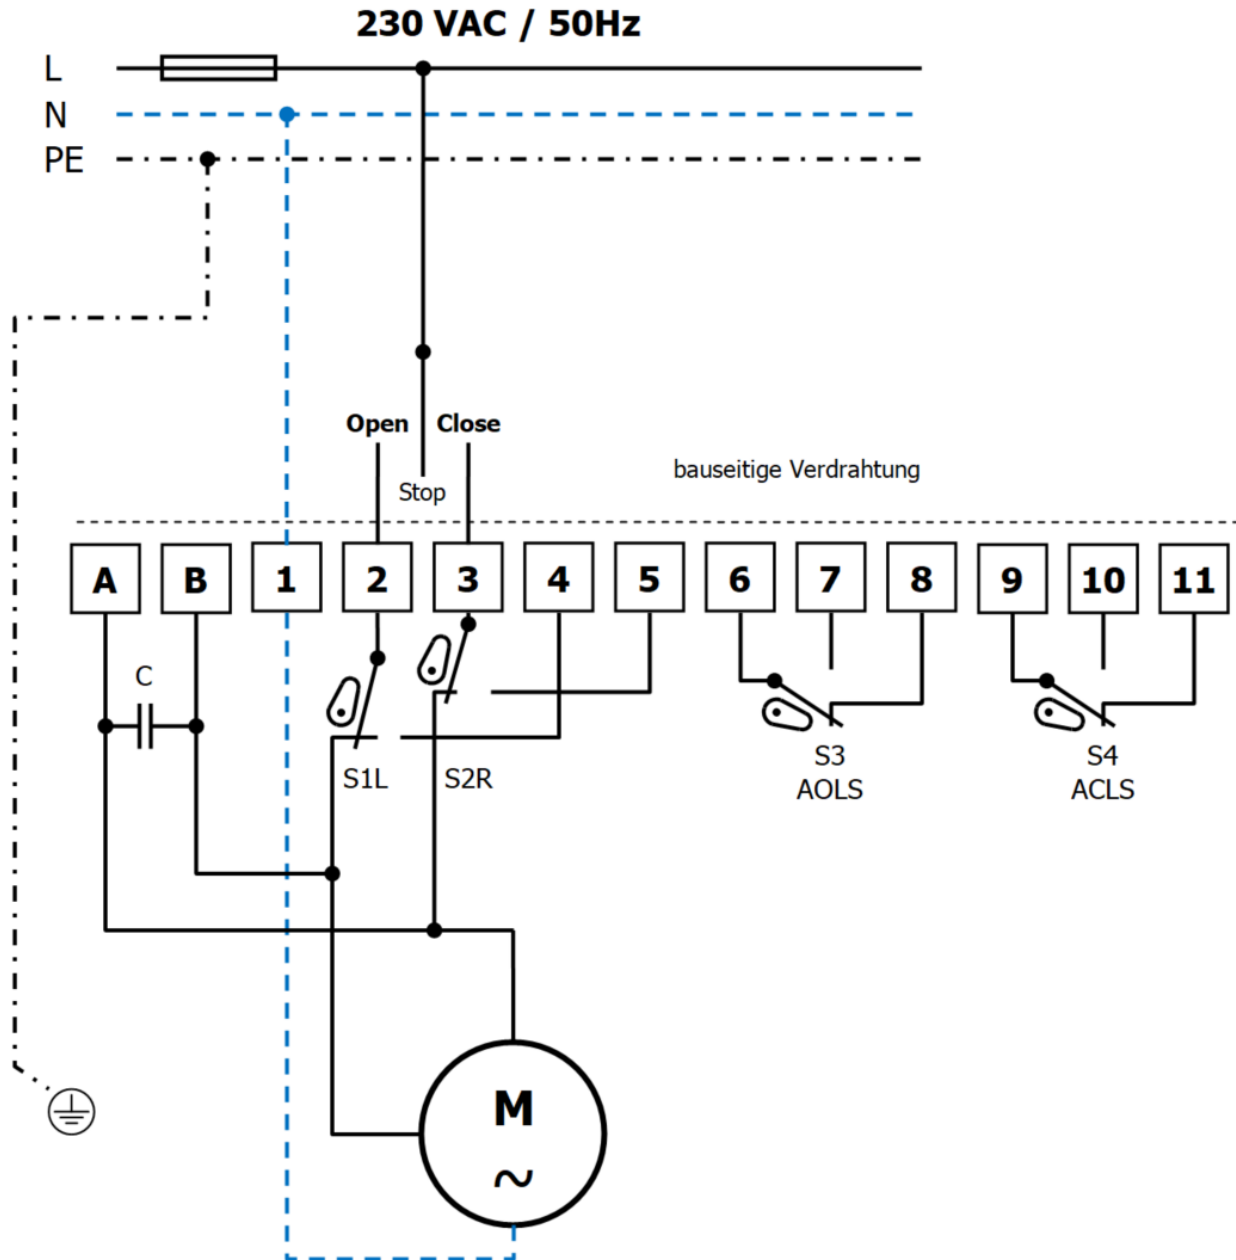 230 VAC / 50Hz
L
N
PE
Open Close
Stop
bauseitige Verdrahtung
A B 1 2 3 4 5 6 7 8 9 10 11
C
S1L S2R
S3 S4
AOLS ACLS
M
~